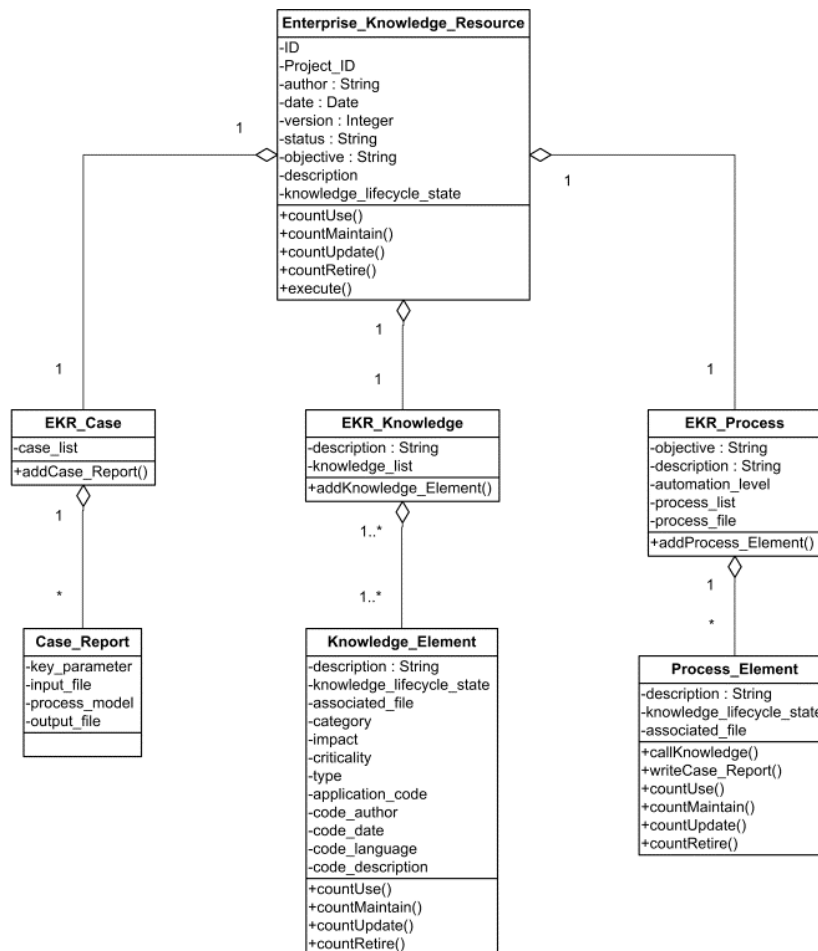 Enterprise_Knowledge_Resource
-ID
-Project_ID
-author : String
-date : Date
-version : Integer
-status : String
-objective : String
-description
-knowledge_lifecycle_state
+countUse()
+countMaintain()
+countUpdate()
+countRetire()
+execute()
1
1
1
1
1
1
EKR_Case
-case_list
+addCase_Report()
1
*
Case_Report
-key_parameter
-input_file
-process_model
-output_file
EKR_Knowledge
-description : String
-knowledge_list
+addKnowledge_Element()
1..*
1..*
Knowledge_Element
-description : String
-knowledge_lifecycle_state
-associated_file
-category
-impact
-criticality
-type
-application_code
-code_author
-code_date
-code_language
-code_description
+countUse()
+countMaintain()
+countUpdate()
+countRetire()
EKR_Process
-objective : String
-description : String
-automation_level
-process_list
-process_file
+addProcess_Element()
1
*
Process_Element
-description : String
-knowledge_lifecycle_state
-associated_file
+callKnowledge()
+writeCase_Report()
+countUse()
+countMaintain()
+countUpdate()
+countRetire()